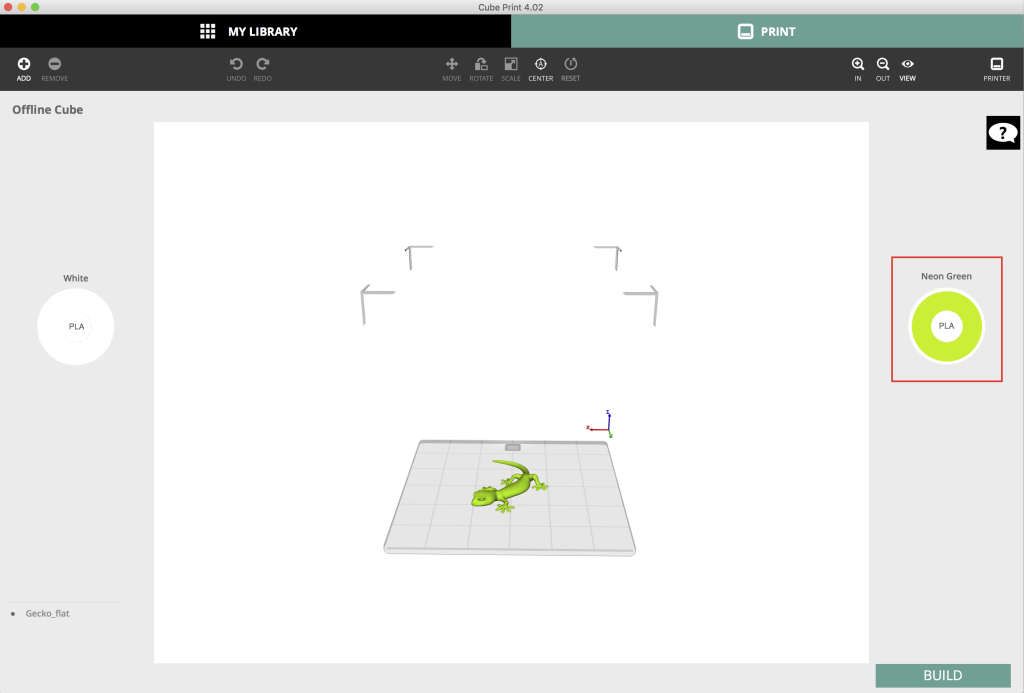 Cube Print 4.02
MY LIBRARY
PRINT
ADD
REMOVE
UNDO
REDO
MOVE
ROTATE
SCALE
CENTER
RESET
IN
OUT
VIEW
PRINTER
Offline Cube
?
White
PLA
Neon Green
PLA
Z
X
Y
Gecko_flat
BUILD